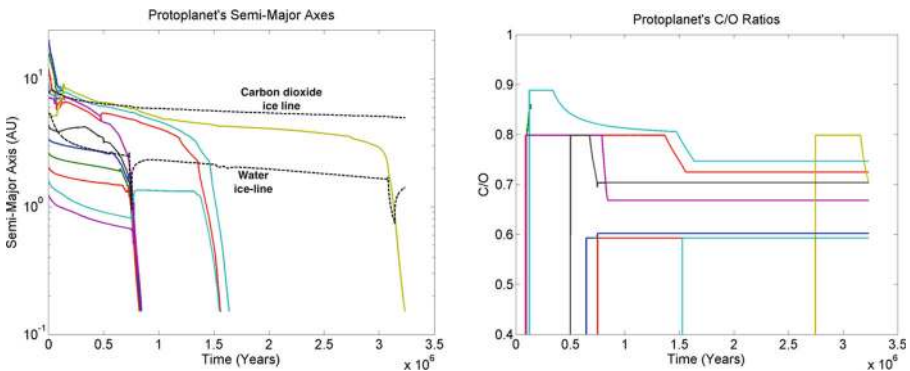 Protoplanet's Semi-Major Axes
Semi-Major Axis (AU)
10^1
10^0
10^-1
Carbon dioxide
ice line
Water
ice-line
0 0.5 1 1.5 2 2.5 3 3.5
Time (Years)
x 10^6
Protoplanet's C/O Ratios
C/O
1
0.9
0.8
0.7
0.6
0.5
0.4
0 0.5 1 1.5 2 2.5 3 3.5
Time (Years)
x 10^6